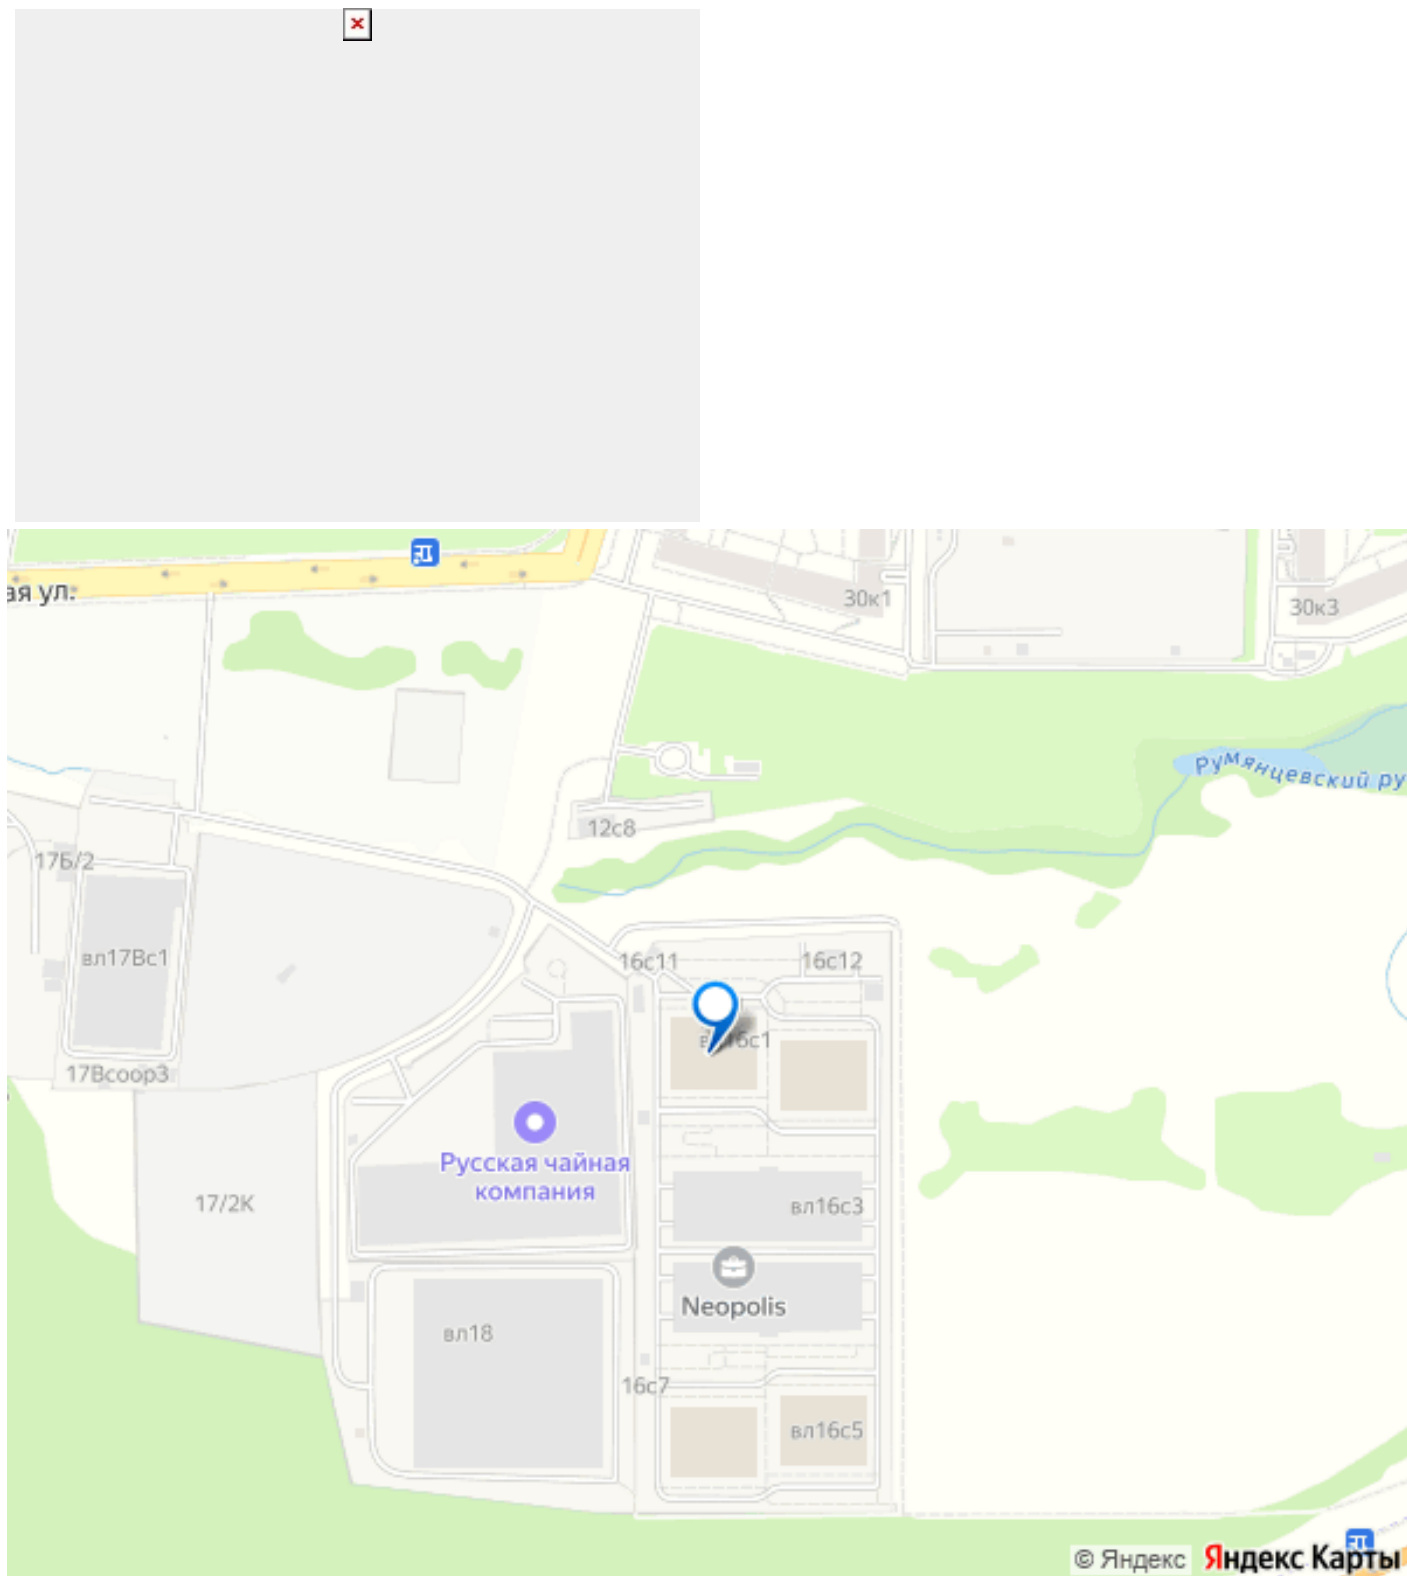 ая ул.
30к1
30к3
Румянцевский ру
12с8
17Б/2
вл17Вс1
16с11
16с12
вл16с1
17Всоор3
Русская чайная
компания
17/2К
вл16с3
Neopolis
вл18
16с7
вл16с5
© Яндекс Яндекс Карты